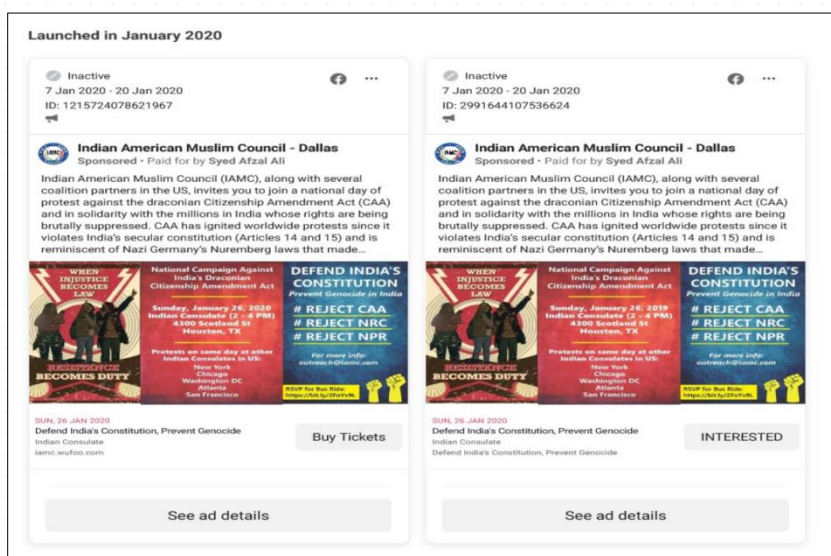 Launched in January 2020
Inactive
7 Jan 2020 - 20 Jan 2020
ID: 1215724078621967
Indian American Muslim Council - Dallas
Sponsored • Paid for by Syed Afzal Ali
Indian American Muslim Council (IAMC), along with several
coalition partners in the US, invites you to join a national day of
protest against the draconian Citizenship Amendment Act (CAA)
and in solidarity with the millions in India whose rights are being
brutally suppressed. CAA has ignited worldwide protests since it
violates India's secular constitution (Articles 14 and 15) and is
reminiscent of Nazi Germany's Nuremberg laws that made...
WHEN
INJUSTICE
BECOMES
LAW
RESISTENCE
BECOMES DUTY
National Campaign Against
India's Draconian
Citizenship Amendment Act
Sunday, January 26, 2020
Indian Consulate (2 - 4 PM)
4300 Scotland St
Houston, TX
Protests on same day at other
Indian Consulates in US:
New York
Chicago
Washington DC
Atlanta
San Francisco
DEFEND INDIA'S
CONSTITUTION
Prevent Genocide in India
# REJECT CAA
# REJECT NRC
# REJECT NPR
For more info:
outreach@iamc.com
RSVP for Bus Ride:
SUN, 26 JAN 2020
Defend India's Constitution, Prevent Genocide
Indian Consulate
iamc.wufoo.com
Buy Tickets
See ad details
Inactive
7 Jan 2020 - 20 Jan 2020
ID: 2991644107536624
Indian American Muslim Council - Dallas
Sponsored • Paid for by Syed Afzal Ali
Indian American Muslim Council (IAMC), along with several
coalition partners in the US, invites you to join a national day of
protest against the draconian Citizenship Amendment Act (CAA)
and in solidarity with the millions in India whose rights are being
brutally suppressed. CAA has ignited worldwide protests since it
violates India's secular constitution (Articles 14 and 15) and is
reminiscent of Nazi Germany's Nuremberg laws that made...
WHEN
INJUSTICE
BECOMES
LAW
RESISTENCE
BECOMES DUTY
National Campaign Against
India's Draconian
Citizenship Amendment Act
Sunday, January 26, 2019
Indian Consulate (2 - 4 PM)
4300 Scotland St
Houston, TX
Protests on same day at other
Indian Consulates in US:
New York
Chicago
Washington DC
Atlanta
San Francisco
DEFEND INDIA'S
CONSTITUTION
Prevent Genocide in India
# REJECT CAA
# REJECT NRC
# REJECT NPR
For more info:
outreach@iamc.com
RSVP for Bus Ride:
SUN, 26 JAN 2020
Defend India's Constitution, Prevent Genocide
Indian Consulate
Defend India's Constitution, Prevent Genocide
INTERESTED
See ad details